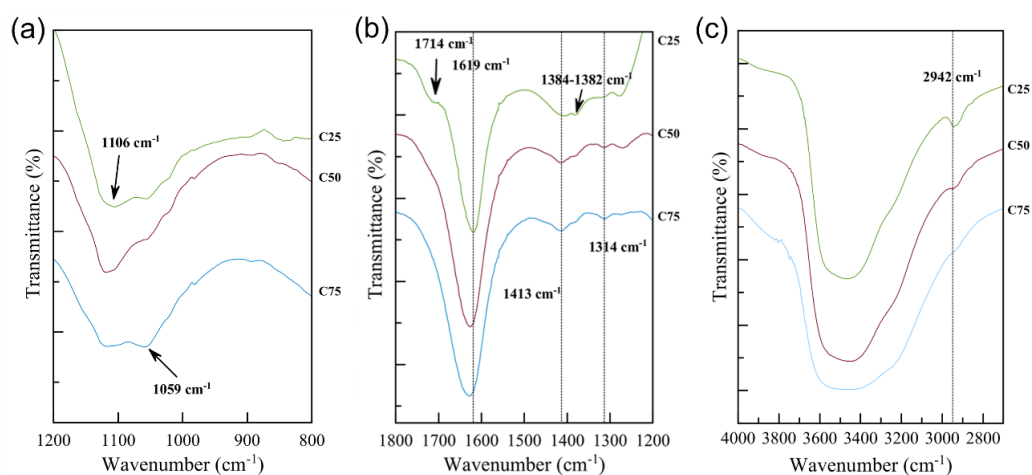 (a)
1106 cm⁻¹
1059 cm⁻¹
C25
C50
C75
Transmittance (%)
1200 1100 1000 900 800
Wavenumber (cm⁻¹)
(b)
1714 cm⁻¹
1619 cm⁻¹
1384-1382 cm⁻¹
1314 cm⁻¹
1413 cm⁻¹
C25
C50
C75
Transmittance (%)
1800 1700 1600 1500 1400 1300 1200
Wavenumber (cm⁻¹)
(c)
2942 cm⁻¹
C25
C50
C75
Transmittance (%)
4000 3600 3200 2800
Wavenumber (cm⁻¹)